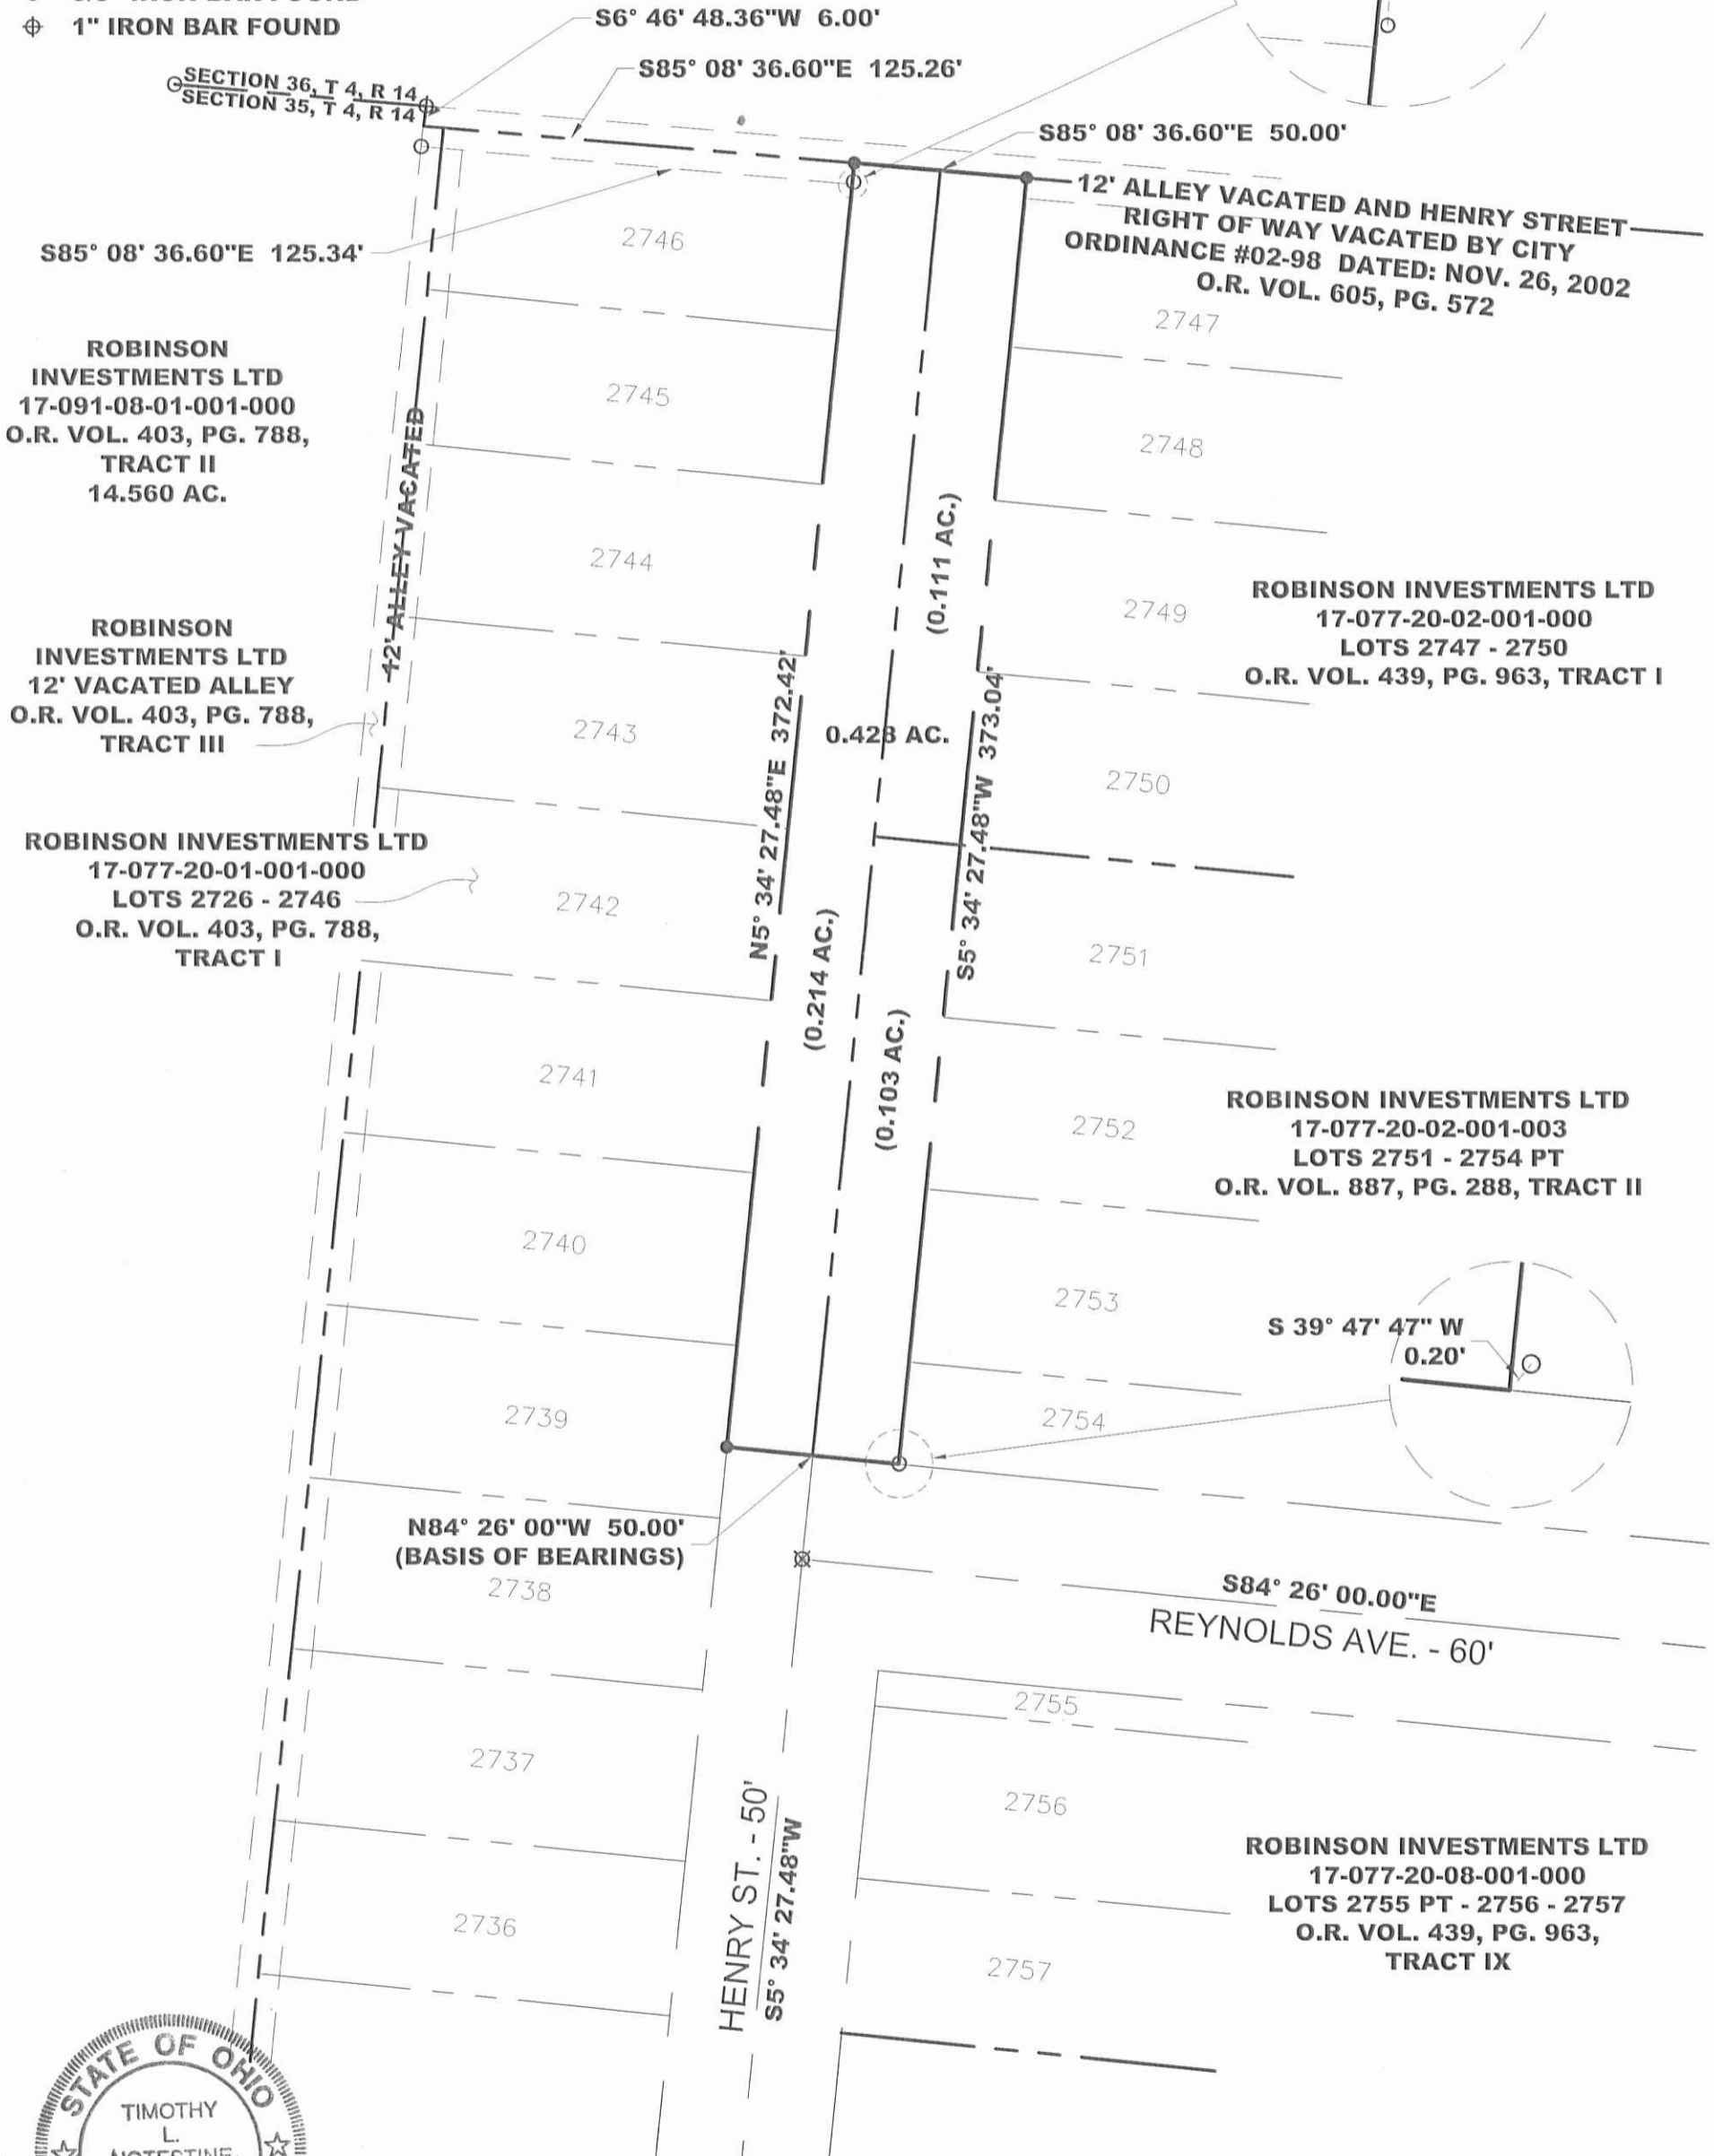 1" IRON BAR FOUND
S6° 46' 48.36"W 6.00'
S85° 08' 36.60"E 125.26'
SECTION 36, T 4, R 14
SECTION 35, T 4, R 14
S85° 08' 36.60"E 50.00'
12' ALLEY VACATED AND HENRY STREET
RIGHT OF WAY VACATED BY CITY
ORDINANCE #02-98 DATED: NOV. 26, 2002
O.R. VOL. 605, PG. 572
S85° 08' 36.60"E 125.34'
2746
2747
ROBINSON
INVESTMENTS LTD
17-091-08-01-001-000
O.R. VOL. 403, PG. 788,
TRACT II
14.560 AC.
2745
2748
12' ALLEY VACATED
2744
(0.111 AC.)
2749
ROBINSON INVESTMENTS LTD
17-077-20-02-001-000
LOTS 2747 - 2750
O.R. VOL. 439, PG. 963, TRACT I
ROBINSON
INVESTMENTS LTD
12' VACATED ALLEY
O.R. VOL. 403, PG. 788,
TRACT III
2743
N5° 34' 27.48"E 372.42'
0.428 AC.
S5° 34' 27.48"W 373.04'
2750
ROBINSON INVESTMENTS LTD
17-077-20-01-001-000
LOTS 2726 - 2746
O.R. VOL. 403, PG. 788,
TRACT I
2742
(0.214 AC.)
2751
2741
(0.103 AC.)
2752
ROBINSON INVESTMENTS LTD
17-077-20-02-001-003
LOTS 2751 - 2754 PT
O.R. VOL. 887, PG. 288, TRACT II
2740
2753
S 39° 47' 47" W
0.20'
2739
2754
N84° 26' 00"W 50.00'
(BASIS OF BEARINGS)
2738
S84° 26' 00.00"E
REYNOLDS AVE. - 60'
2755
2737
2756
HENRY ST. - 50'
S5° 34' 27.48"W
ROBINSON INVESTMENTS LTD
17-077-20-08-001-000
LOTS 2755 PT - 2756 - 2757
O.R. VOL. 439, PG. 963,
TRACT IX
2736
2757
STATE OF OHIO
TIMOTHY
L.
NOTESTINE